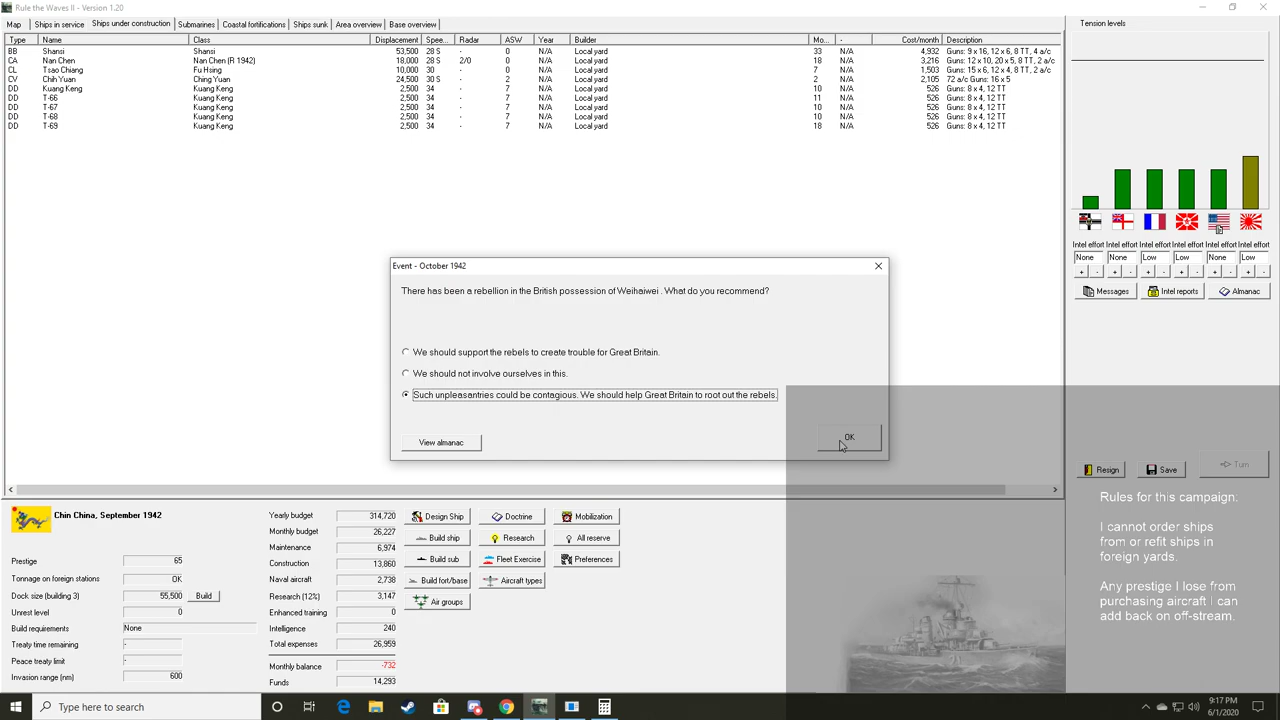 Rule the Waves II - Version 1.20
Map Ships in service Ships under construction Submarines Coastal fortifications Ships sunk Area overview Base overview
Type Name Class Displacement Spee... Radar ASW Year Builder Mo... - Cost/month Description
BB Shansi Shansi 53,500 28 S - 0 N/A Local yard 33 N/A 4,932 Guns: 9 x 16, 12 x 6, 8 TT, 4 a/c
CA Nan Chen Nan Chen (R 1942) 18,000 28 S 2/0 0 N/A Local yard 18 N/A 3,216 Guns: 12 x 10, 20 x 5, 8 TT, 2 a/c
CL Tsao Chiang Fu Hsing 10,000 30 - 0 N/A Local yard 7 N/A 1,503 Guns: 15 x 6, 12 x 4, 8 TT, 2 a/c
CV Chih Yuan Ching Yuan 24,500 30 S - 2 N/A Local yard 2 N/A 2,105 72 a/c Guns: 16 x 5
DD Kuang Keng Kuang Keng 2,500 34 - 7 N/A Local yard 10 N/A 526 Guns: 8 x 4, 12 TT
DD T-66 Kuang Keng 2,500 34 - 7 N/A Local yard 11 N/A 526 Guns: 8 x 4, 12 TT
DD T-67 Kuang Keng 2,500 34 - 7 N/A Local yard 10 N/A 526 Guns: 8 x 4, 12 TT
DD T-68 Kuang Keng 2,500 34 - 7 N/A Local yard 10 N/A 526 Guns: 8 x 4, 12 TT
DD T-69 Kuang Keng 2,500 34 - 7 N/A Local yard 18 N/A 526 Guns: 8 x 4, 12 TT
Tension levels
Intel effort Intel effort Intel effort Intel effort Intel effort Intel effort
None None Low Low None Low
+ - + - + - + - + - + -
Messages Intel reports Almanac
Event - October 1942
There has been a rebellion in the British possession of Weihaiwei . What do you recommend?
We should support the rebels to create trouble for Great Britain.
We should not involve ourselves in this.
Such unpleasantries could be contagious. We should help Great Britain to root out the rebels.
View almanac
OK
Resign Save Turn
Rules for this campaign:
I cannot order ships
from or refit ships in
foreign yards.
Any prestige I lose from
purchasing aircraft I can
add back on off-stream.
Chin China, September 1942
Prestige 65
Tonnage on foreign stations OK
Dock size (building 3) 55,500 Build
Unrest level 0
Build requirements None
Treaty time remaining -
Peace treaty limit -
Invasion range (nm) 600
Yearly budget 314,720
Monthly budget 26,227
Maintenance 6,974
Construction 13,860
Naval aircraft 2,738
Research (12%) 3,147
Enhanced training 0
Intelligence 240
Total expenses 26,959
Monthly balance -732
Funds 14,293
Design Ship Doctrine Mobilization
Build ship Research All reserve
Build sub Fleet Exercise Preferences
Build fort/base Aircraft types
Air groups
Type here to search
9:17 PM
6/1/2020